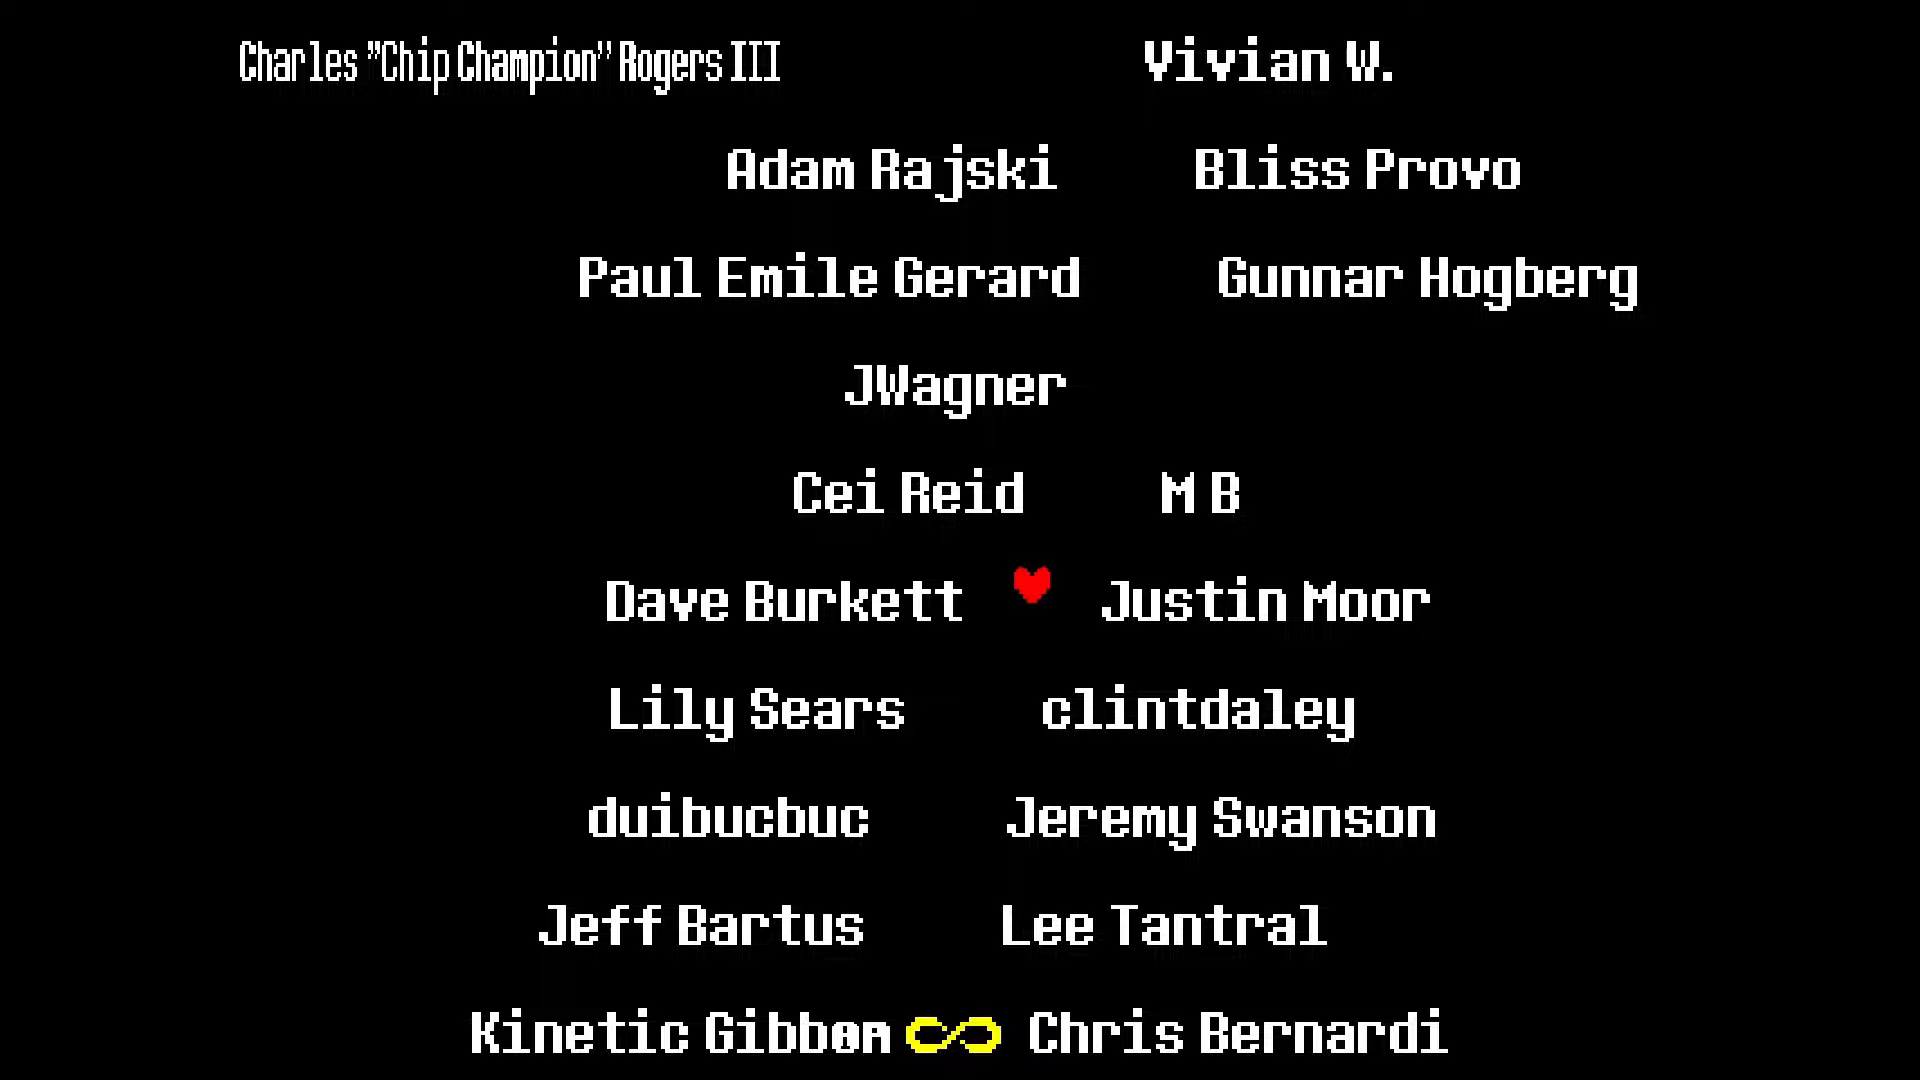 Charles "Chip Champion" Rogers III Vivian W.
Adam Rajski Bliss Provo
Paul Emile Gerard Gunnar Hogberg
JWagner
Cei Reid M B
Dave Burkett Justin Moor
Lily Sears clintdaley
duibucbuc Jeremy Swanson
Jeff Bartus Lee Tantral
Kinetic Gibbon Chris Bernardi